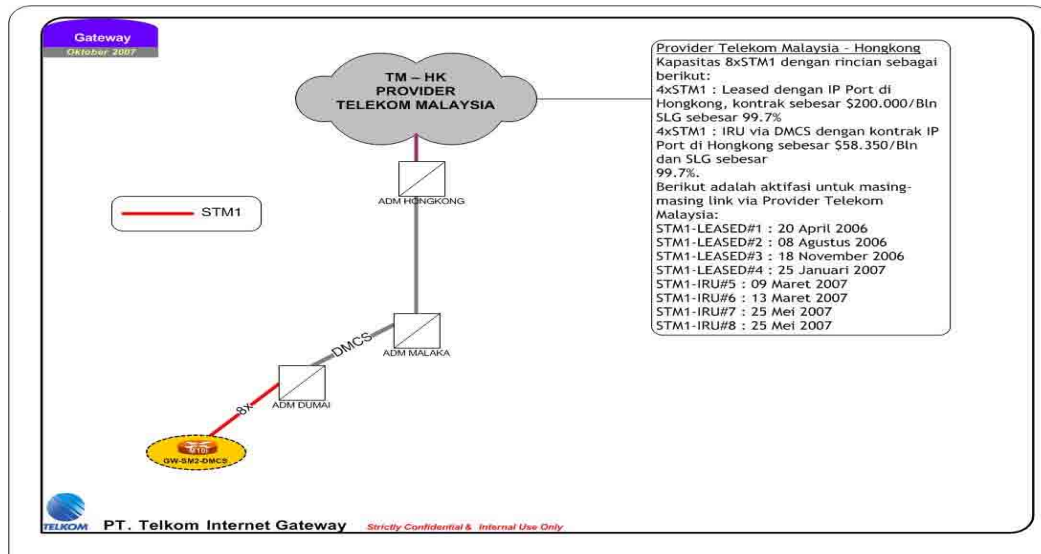 Gateway
Oktober 2007
TM – HK
PROVIDER
TELEKOM MALAYSIA
Provider Telekom Malaysia - Hongkong
Kapasitas 8xSTM1 dengan rincian sebagai
berikut:
4xSTM1 : Leased dengan IP Port di
Hongkong, kontrak sebesar $200.000/Bln
SLG sebesar 99.7%
4xSTM1 : IRU via DMCS dengan kontrak IP
Port di Hongkong sebesar $58.350/Bln
dan SLG sebesar
99.7%.
Berikut adalah aktifasi untuk masing-
masing link via Provider Telekom
Malaysia:
STM1-LEASED#1 : 20 April 2006
STM1-LEASED#2 : 08 Agustus 2006
STM1-LEASED#3 : 18 November 2006
STM1-LEASED#4 : 25 Januari 2007
STM1-IRU#5 : 09 Maret 2007
STM1-IRU#6 : 13 Maret 2007
STM1-IRU#7 : 25 Mei 2007
STM1-IRU#8 : 25 Mei 2007
ADM HONGKONG
STM1
ADM MALAKA
DMCS
ADM DUMAI
8x
M10i
GW-SM2-DMCS
TELKOM
PT. Telkom Internet Gateway
Strictly Confidential & Internal Use Only